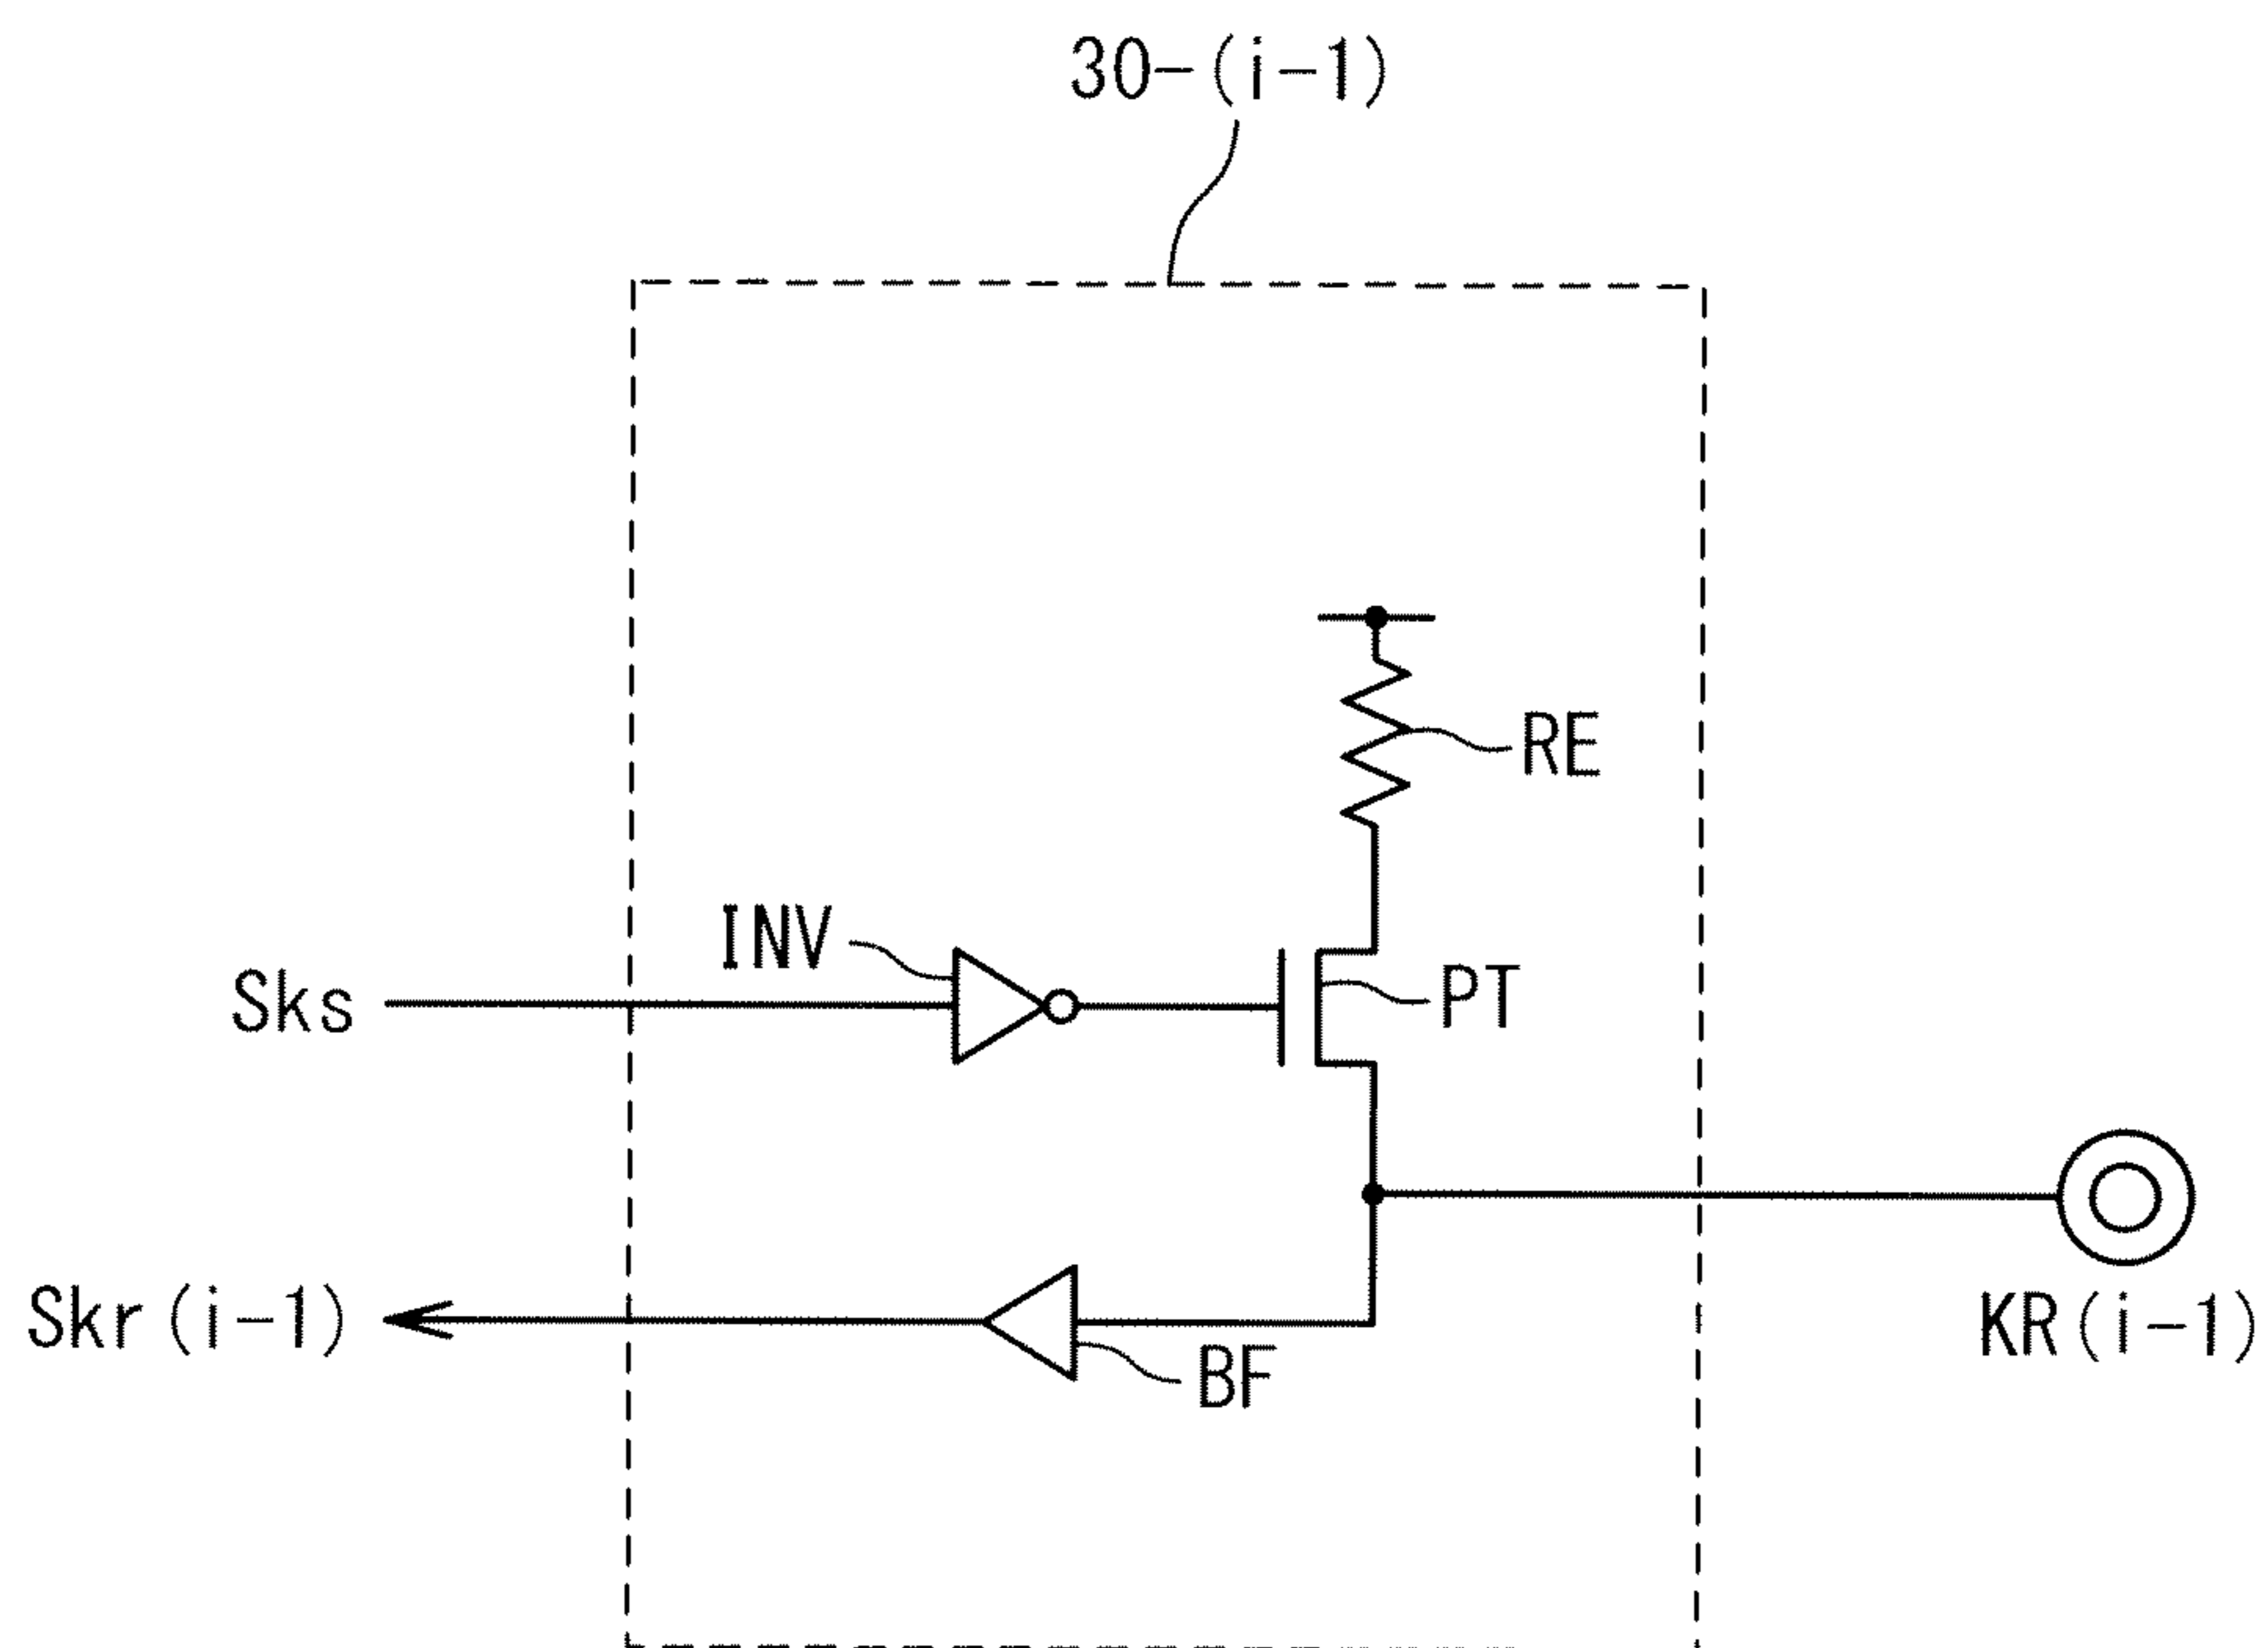 30-(i-1)
RE
INV
Sks
PT
Skr(i-1)
BF
KR(i-1)